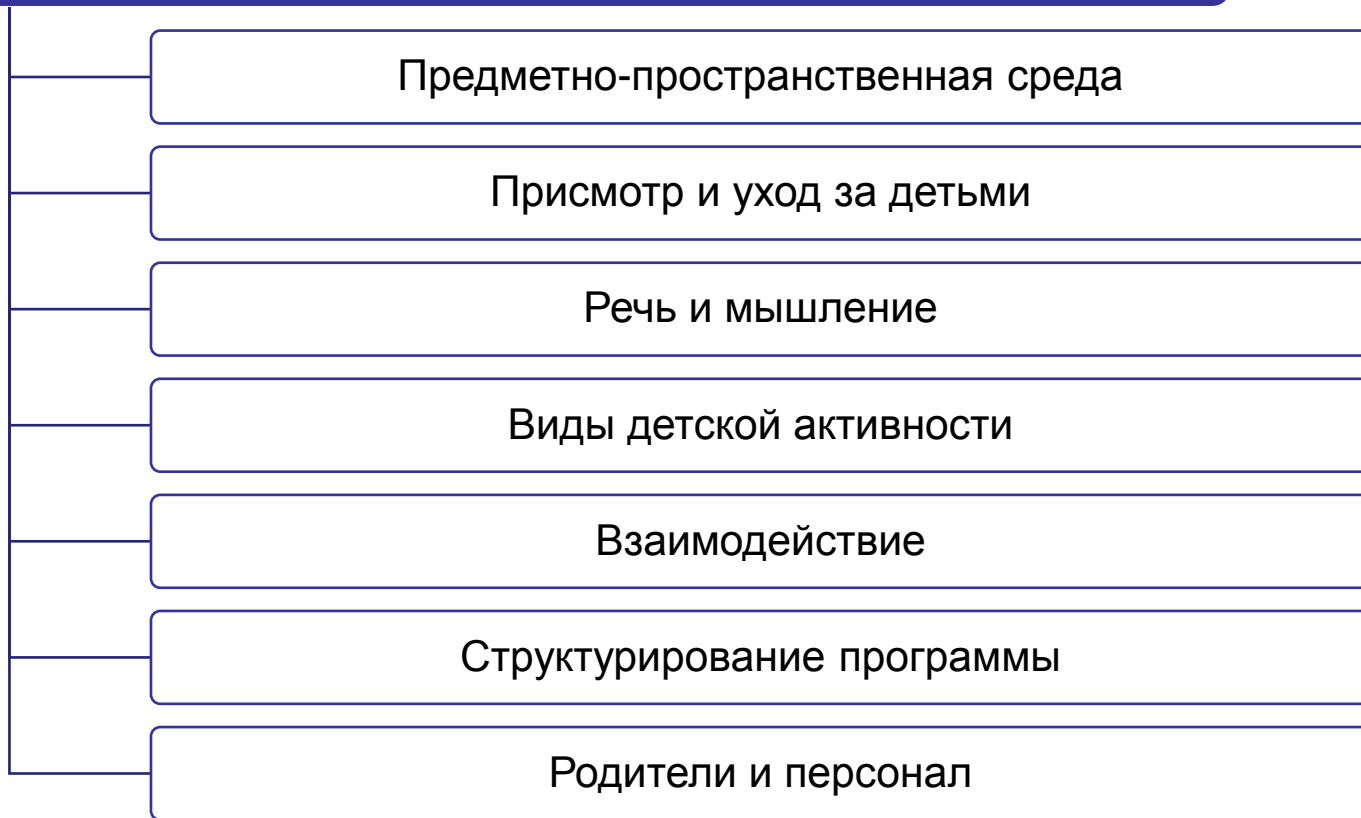 Предметно-пространственная среда
Присмотр и уход за детьми
Речь и мышление
Виды детской активности
Взаимодействие
Структурирование программы
Родители и персонал